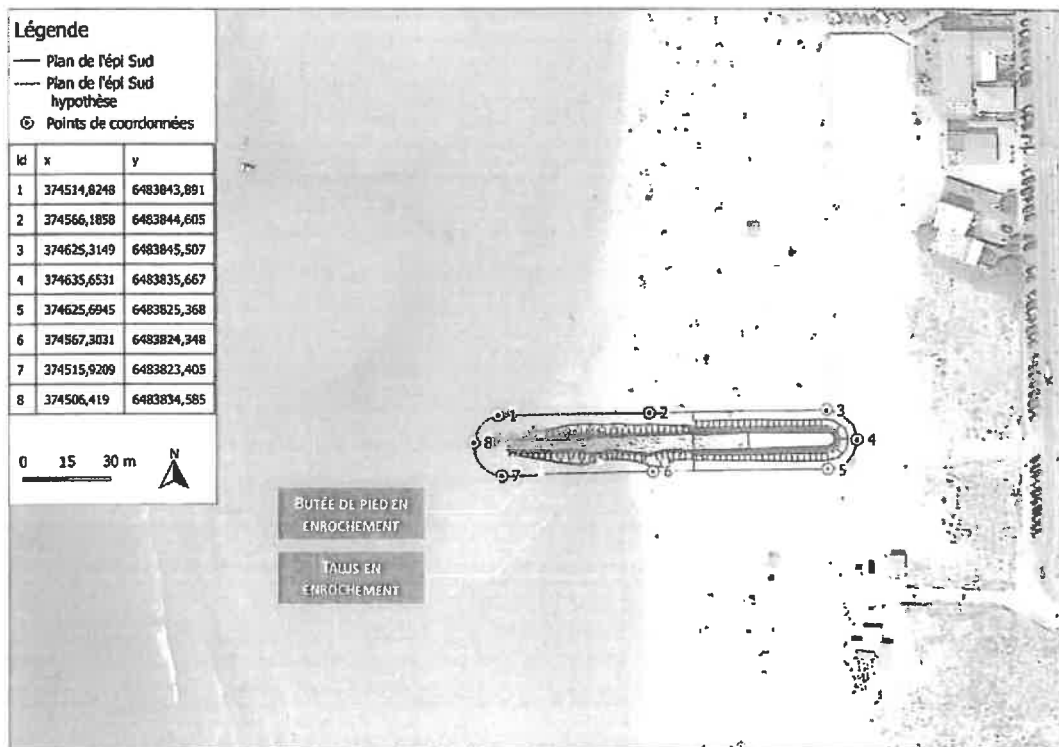 Légende
Plan de l'épi Sud
Plan de l'épi Sud
hypothèse
Points de coordonnées
Id x y
1 374514,8248 6483843,891
2 374566,1858 6483844,605
3 374625,3149 6483845,507
4 374635,6531 6483835,667
5 374625,6945 6483825,368
6 374567,3031 6483824,348
7 374515,9209 6483823,405
8 374506,419 6483834,585
0 15 30 m
N
1
2
3
4
5
6
7
8
BUTÉE DE PIED EN
ENROCHEMENT
TALUS EN
ENROCHEMENT